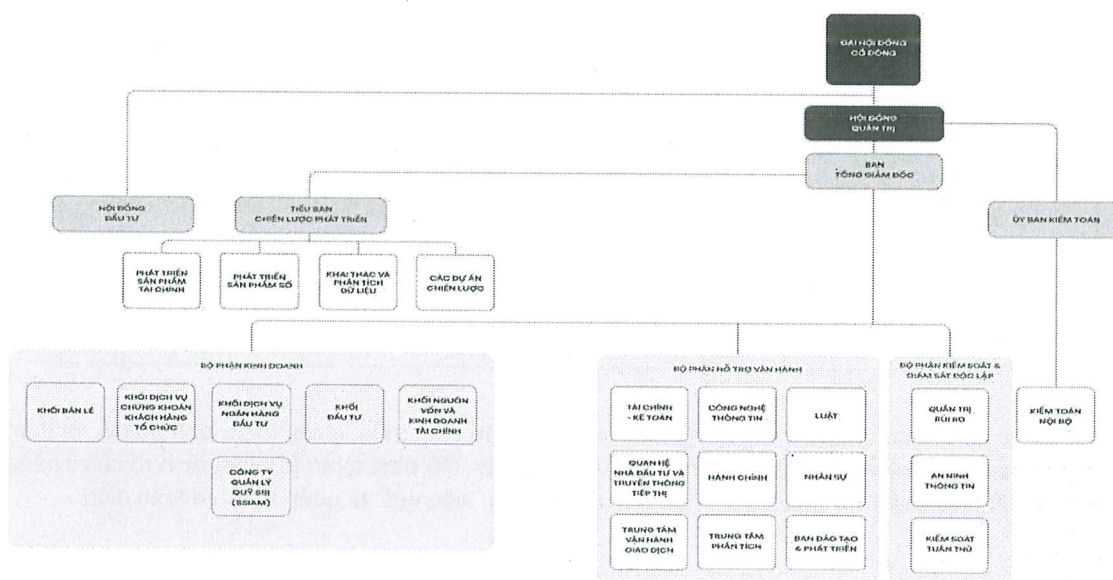 ĐẠI HỘI ĐỒNG
CỔ ĐÔNG
HỘI ĐỒNG
QUẢN TRỊ
BAN
TỔNG GIÁM ĐỐC
HỘI ĐỒNG
ĐẦU TƯ
TIỂU BAN
CHIẾN LƯỢC PHÁT TRIỂN
ỦY BAN KIỂM TOÁN
PHÁT TRIỂN
SẢN PHẨM
TÀI CHÍNH
PHÁT TRIỂN
SẢN PHẨM SỐ
KHAI THÁC VÀ
PHÂN TÍCH
DỮ LIỆU
CÁC DỰ ÁN
CHIẾN LƯỢC
BỘ PHẬN KINH DOANH
KHỐI BÁN LẺ
KHỐI DỊCH VỤ
CHỨNG KHOÁN
KHÁCH HÀNG
TỔ CHỨC
KHỐI DỊCH VỤ
NGÂN HÀNG
ĐẦU TƯ
KHỐI
ĐẦU TƯ
KHỐI NGUỒN
VỐN VÀ
KINH DOANH
TÀI CHÍNH
CÔNG TY
QUẢN LÝ
QUỸ SSI
(SSIAM)
BỘ PHẬN HỖ TRỢ VẬN HÀNH
TÀI CHÍNH
- KẾ TOÁN
CÔNG NGHỆ
THÔNG TIN
LUẬT
QUAN HỆ
NHÀ ĐẦU TƯ VÀ
TRUYỀN THÔNG
TIẾP THỊ
HÀNH CHÍNH
NHÂN SỰ
TRUNG TÂM
VẬN HÀNH
GIAO DỊCH
TRUNG TÂM
PHÂN TÍCH
BAN ĐÀO TẠO
& PHÁT TRIỂN
BỘ PHẬN KIỂM SOÁT &
GIÁM SÁT ĐỘC LẬP
QUẢN TRỊ
RỦI RO
AN NINH
THÔNG TIN
KIỂM SOÁT
TUÂN THỦ
KIỂM TOÁN
NỘI BỘ